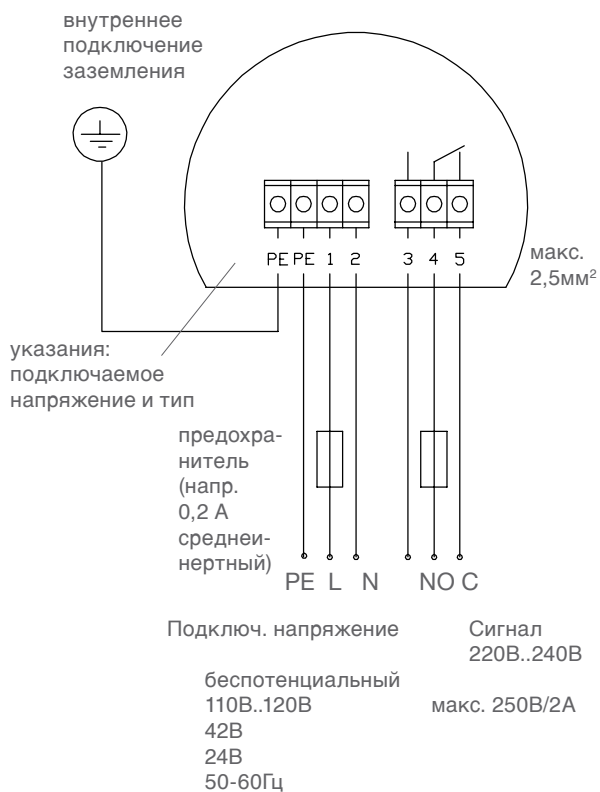 внутреннее
подключение
заземления
PE PE 1 2 3 4 5
макс.
2,5мм²
указания:
подключаемое
напряжение и тип
предохра-
нитель
(напр.
0,2 А
среднеи-
нертный)
PE L N NO C
Подключ. напряжение
Сигнал
220В..240В
беспотенциальный
110В..120В
макс. 250В/2А
42В
24В
50-60Гц